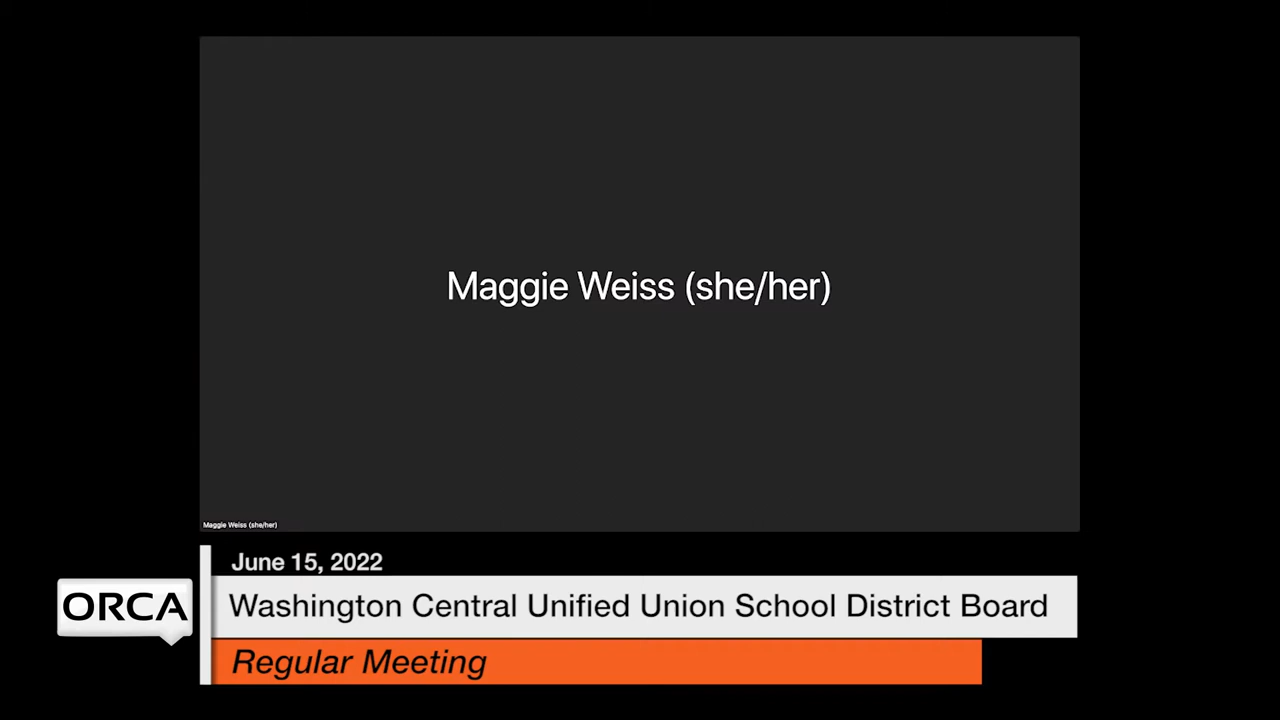 Maggie Weiss (she/her)
Maggie Weiss (she/her)
June 15, 2022
ORCA
Washington Central Unified Union School District Board
Regular Meeting